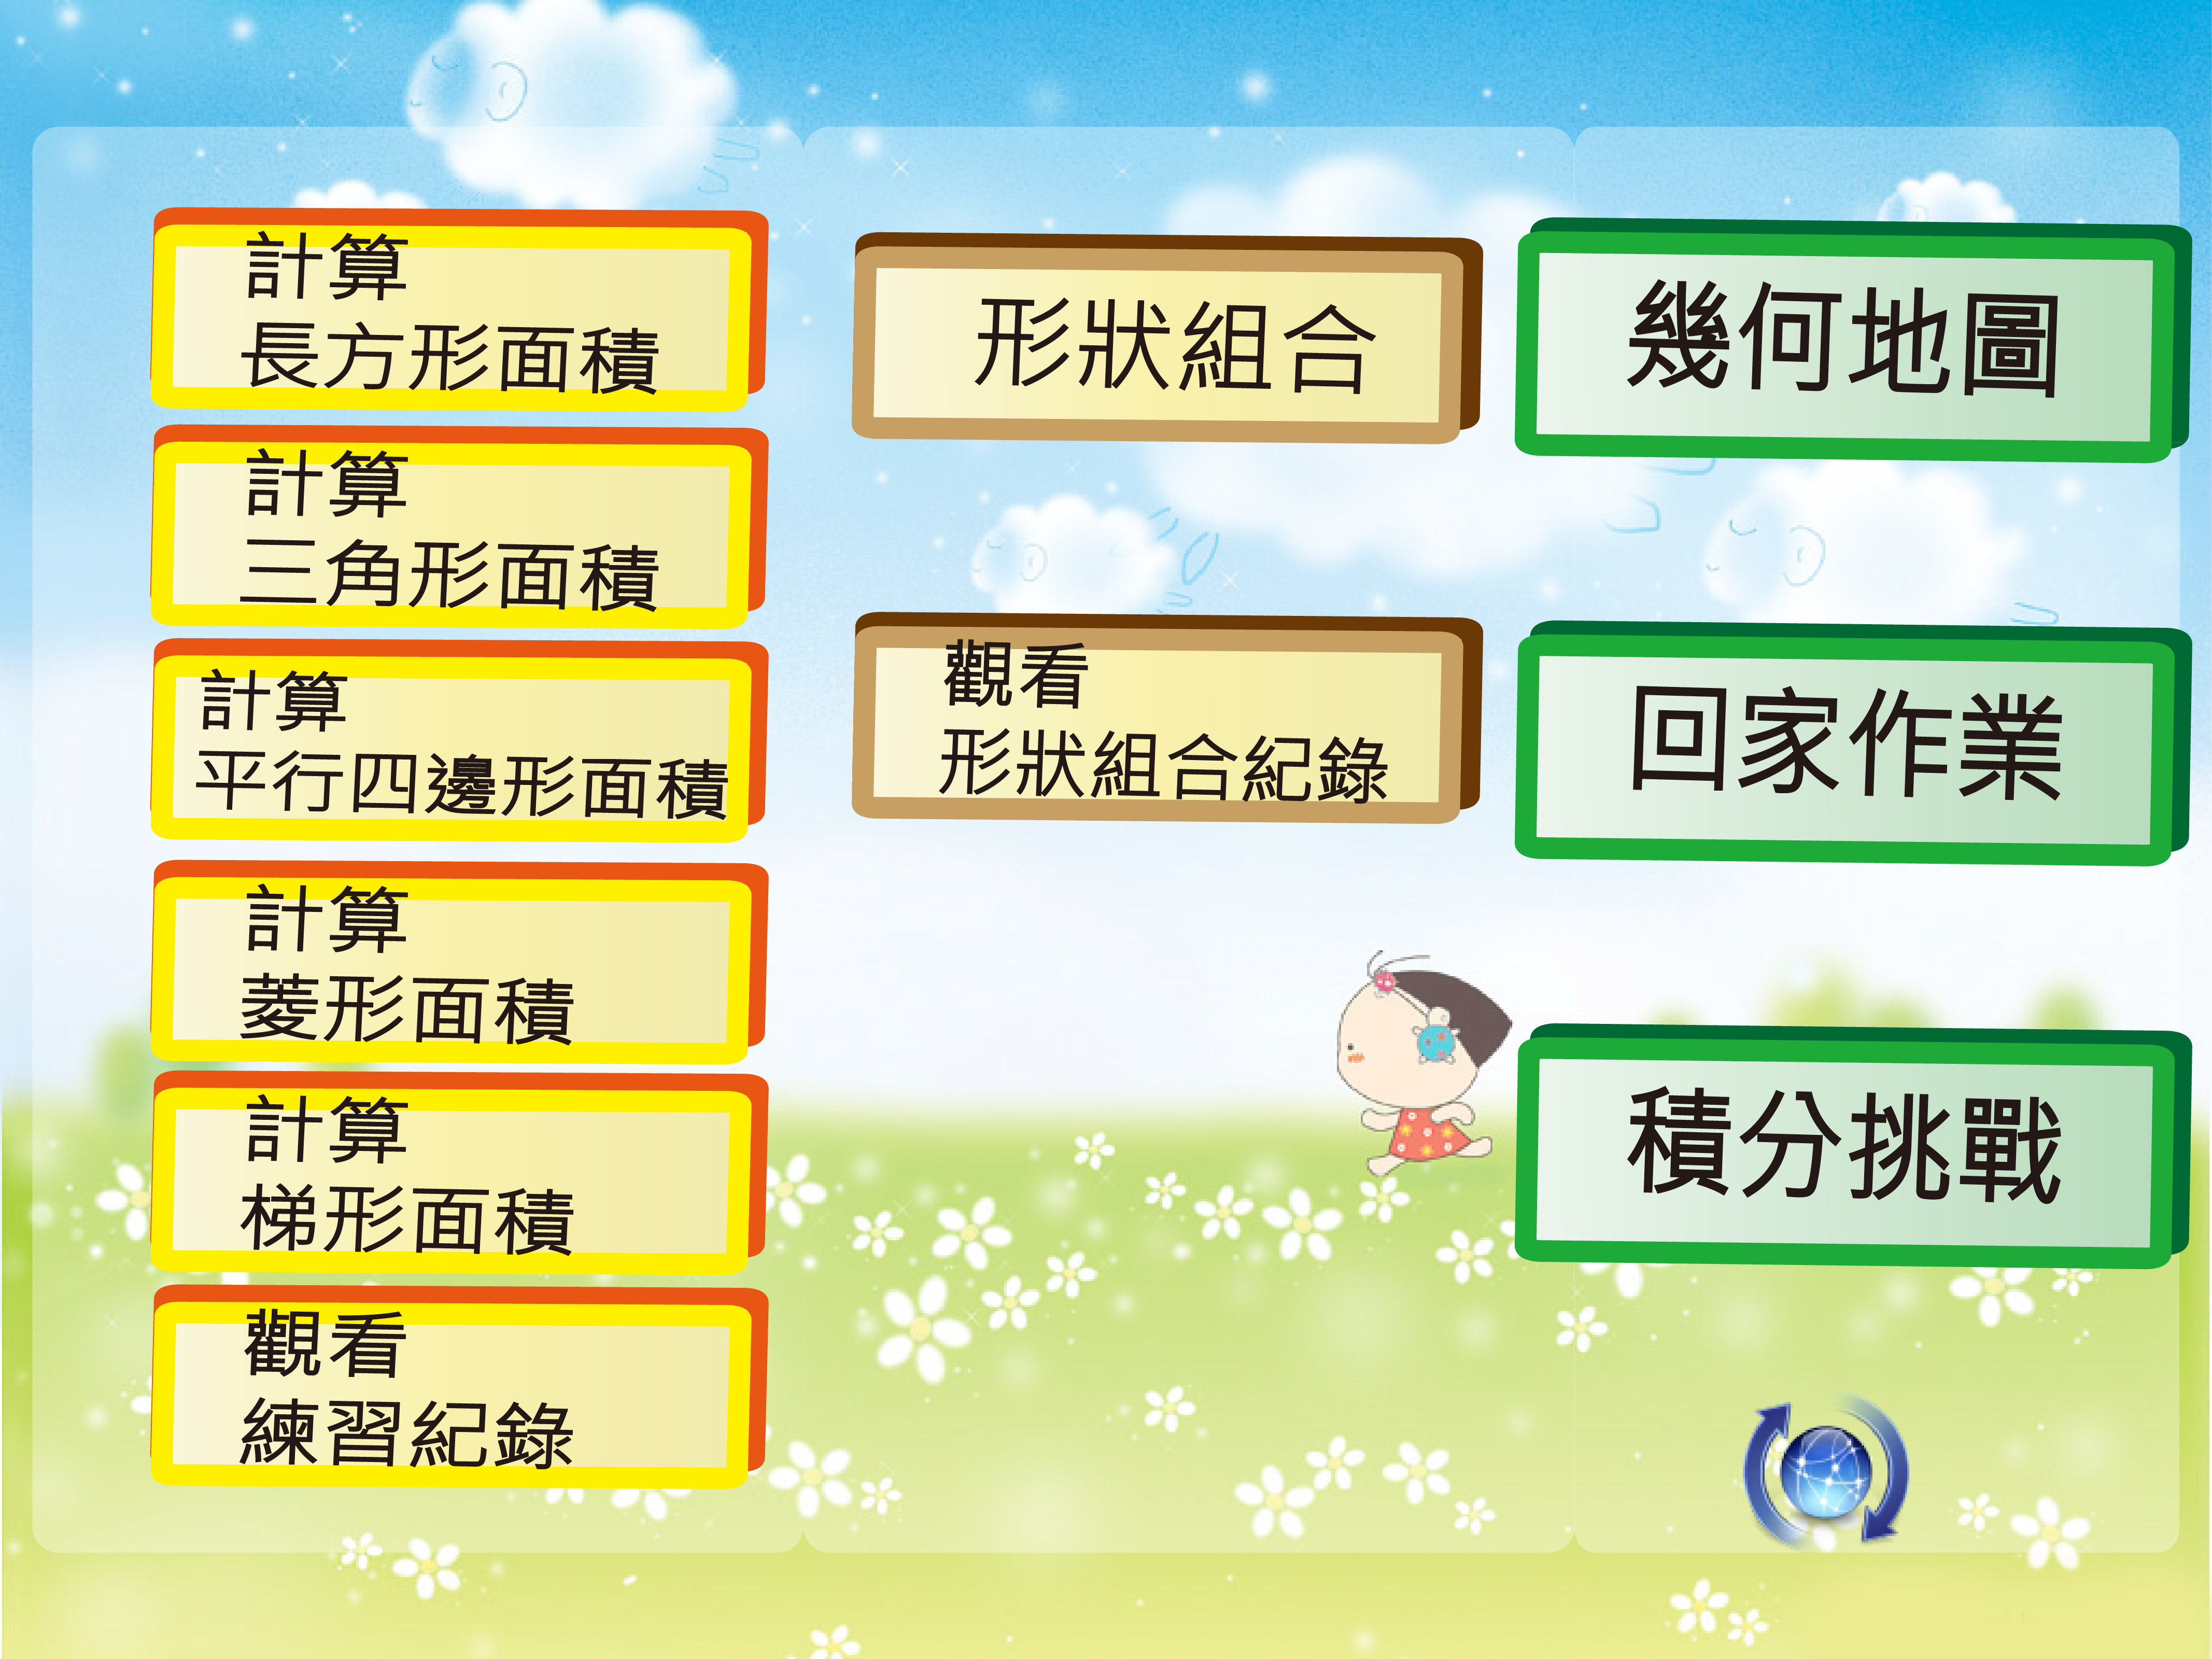 計算
長方形面積
計算
三角形面積
計算
平行四邊形面積
計算
菱形面積
計算
梯形面積
觀看
練習紀錄
形狀組合
觀看
形狀組合紀錄
幾何地圖
回家作業
積分挑戰